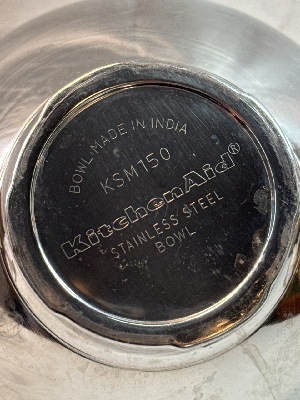 BOWL MADE IN INDIA
KSM150
KitchenAid®
STAINLESS STEEL
BOWL